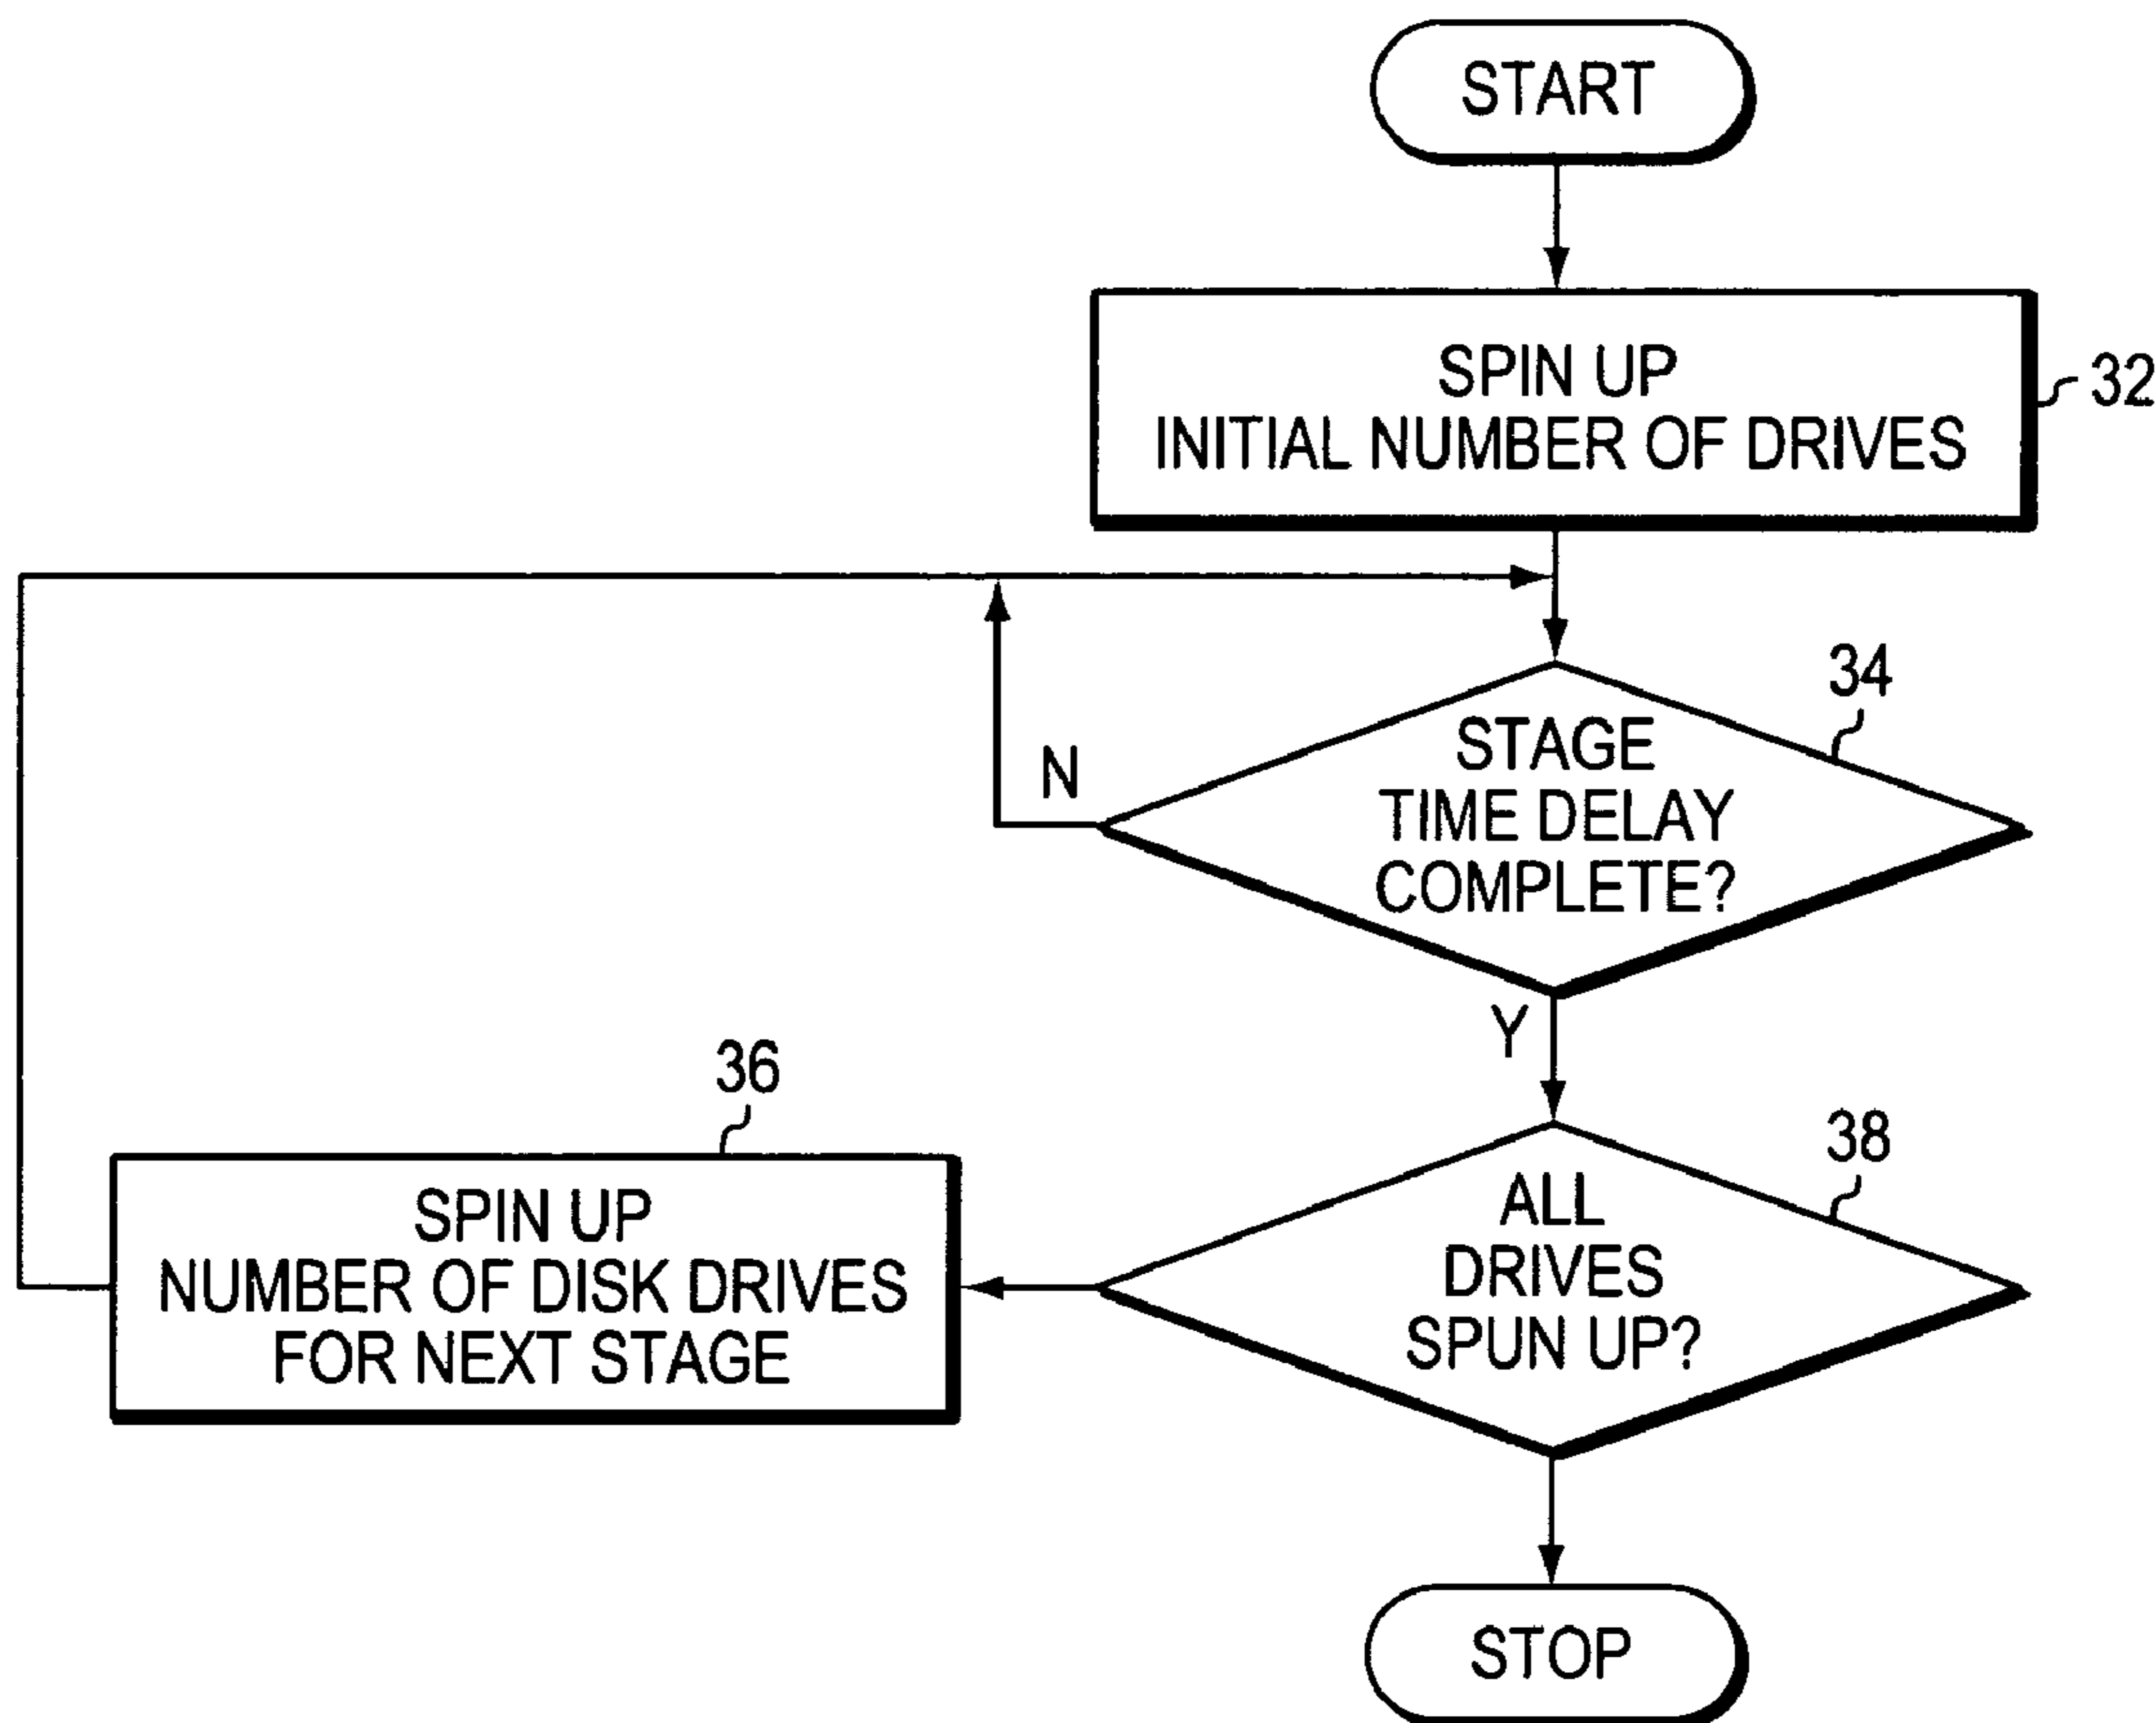 START
SPIN UP
INITIAL NUMBER OF DRIVES
32
34
STAGE
TIME DELAY
COMPLETE?
N
Y
36
38
SPIN UP
NUMBER OF DISK DRIVES
FOR NEXT STAGE
ALL
DRIVES
SPUN UP?
STOP